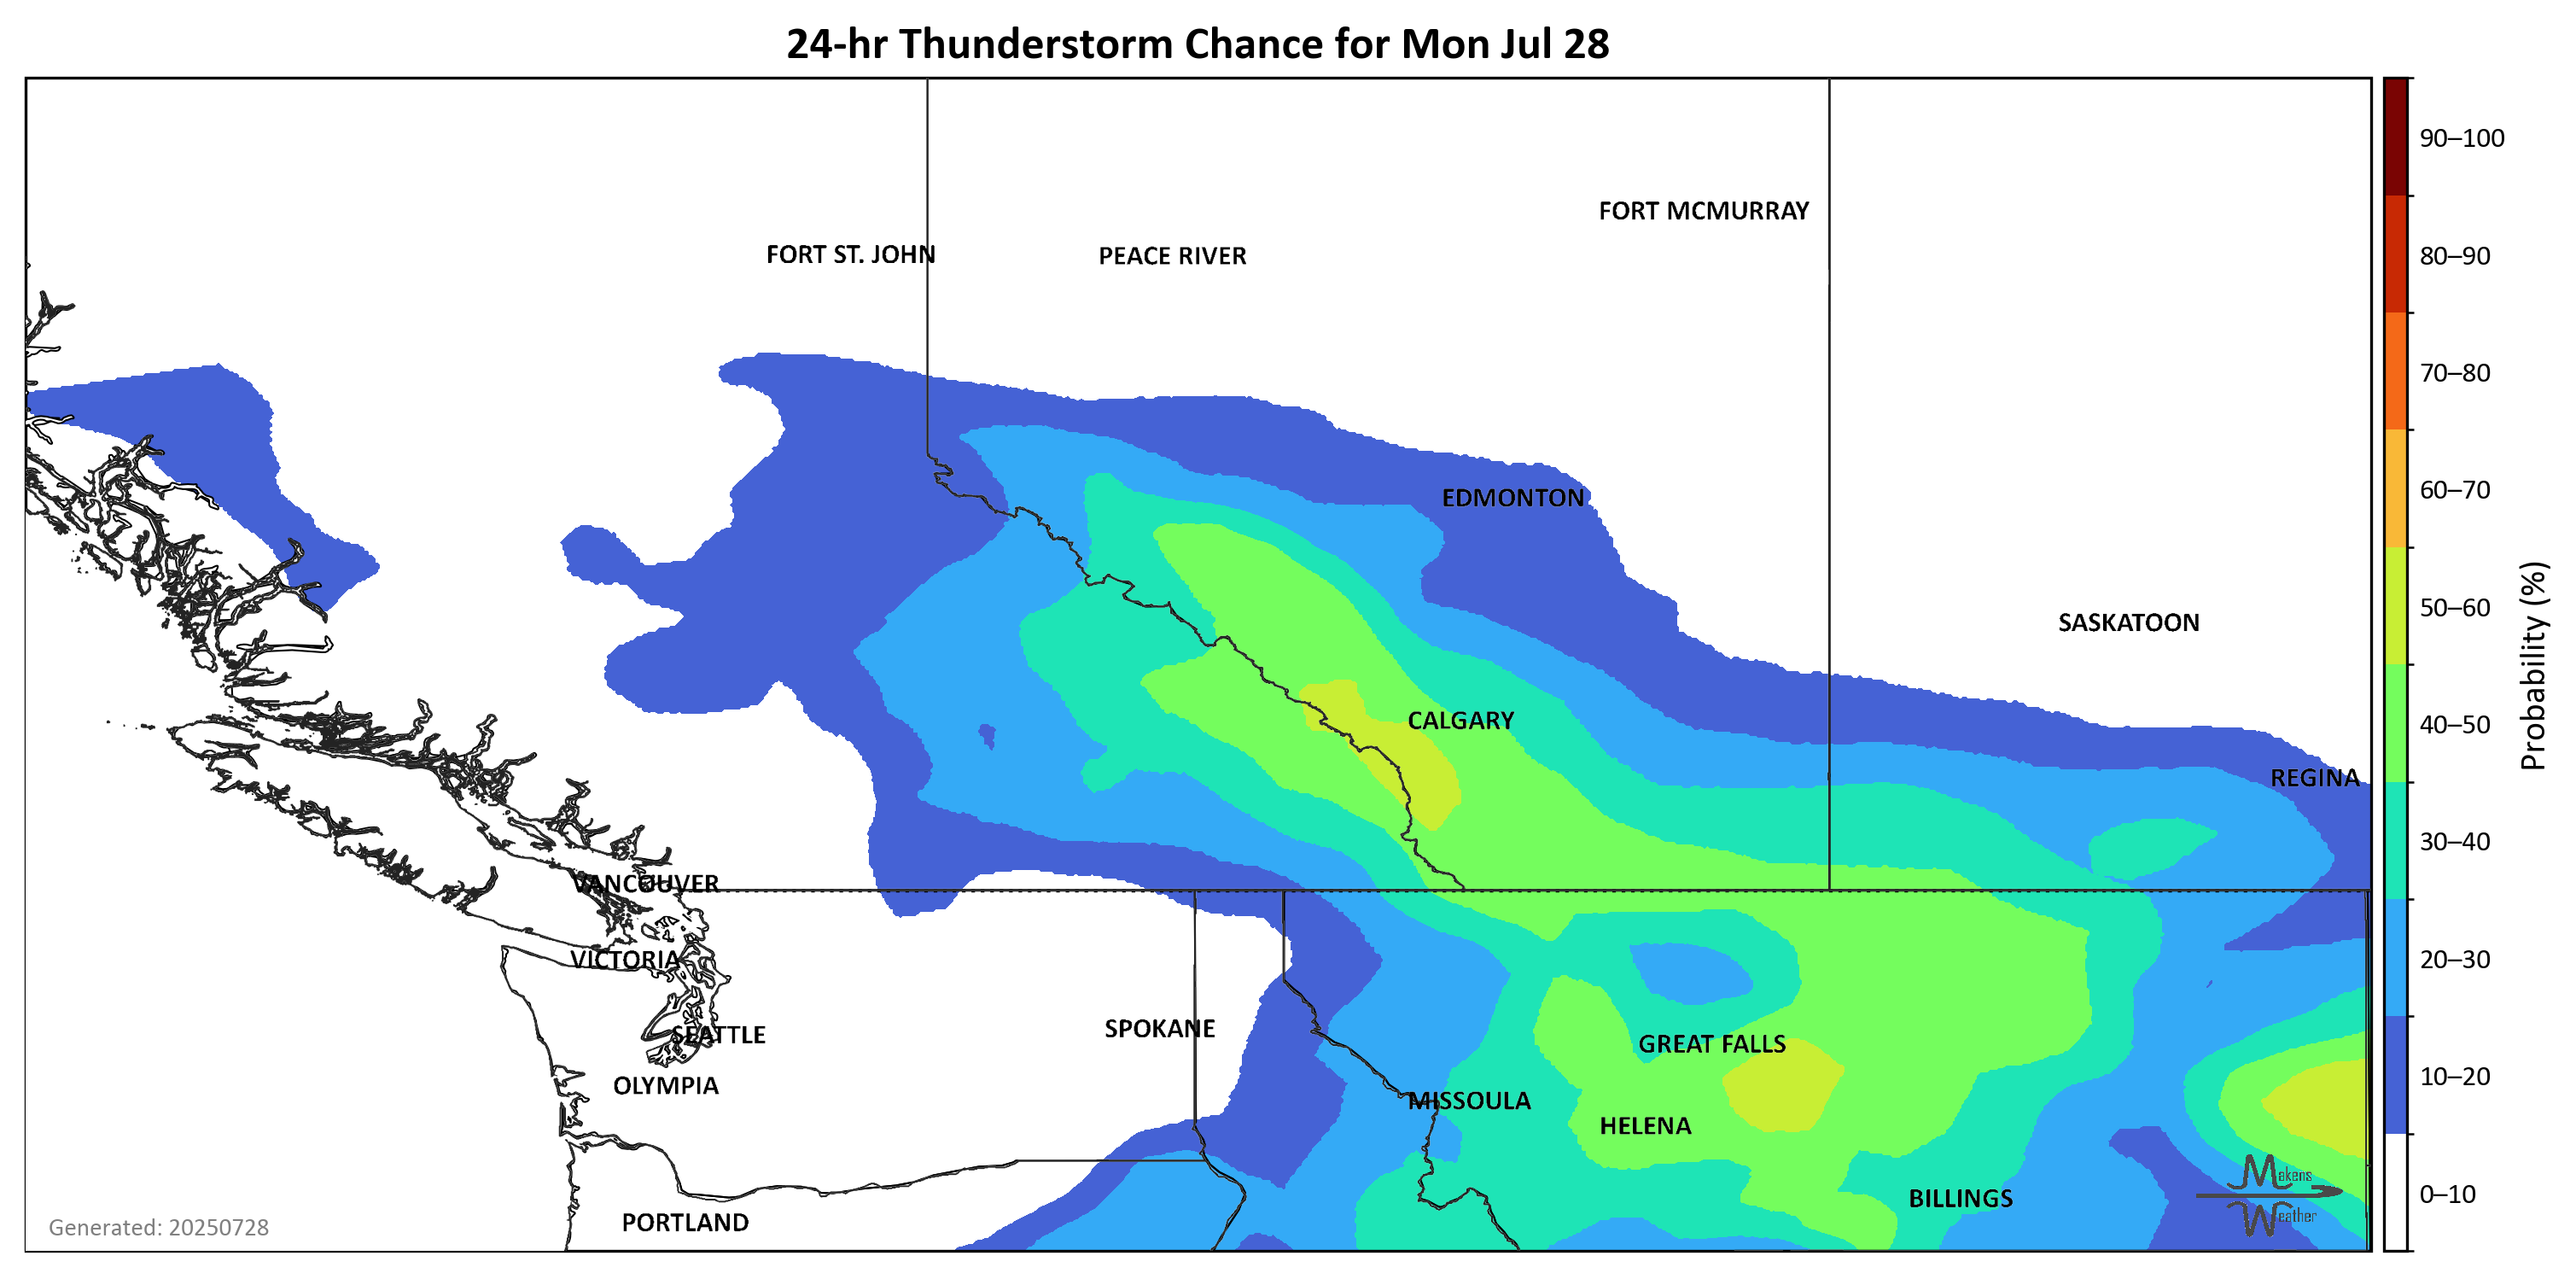 24-hr Thunderstorm Chance for Mon Jul 28
90–100
FORT MCMURRAY
FORT ST. JOHN
PEACE RIVER
80–90
70–80
EDMONTON
60–70
SASKATOON
50–60
CALGARY
40–50
Probability (%)
REGINA
30–40
VANCOUVER
VICTORIA
20–30
SPOKANE
SEATTLE
GREAT FALLS
OLYMPIA
10–20
MISSOULA
HELENA
Makens
Weather
0–10
BILLINGS
PORTLAND
Generated: 20250728